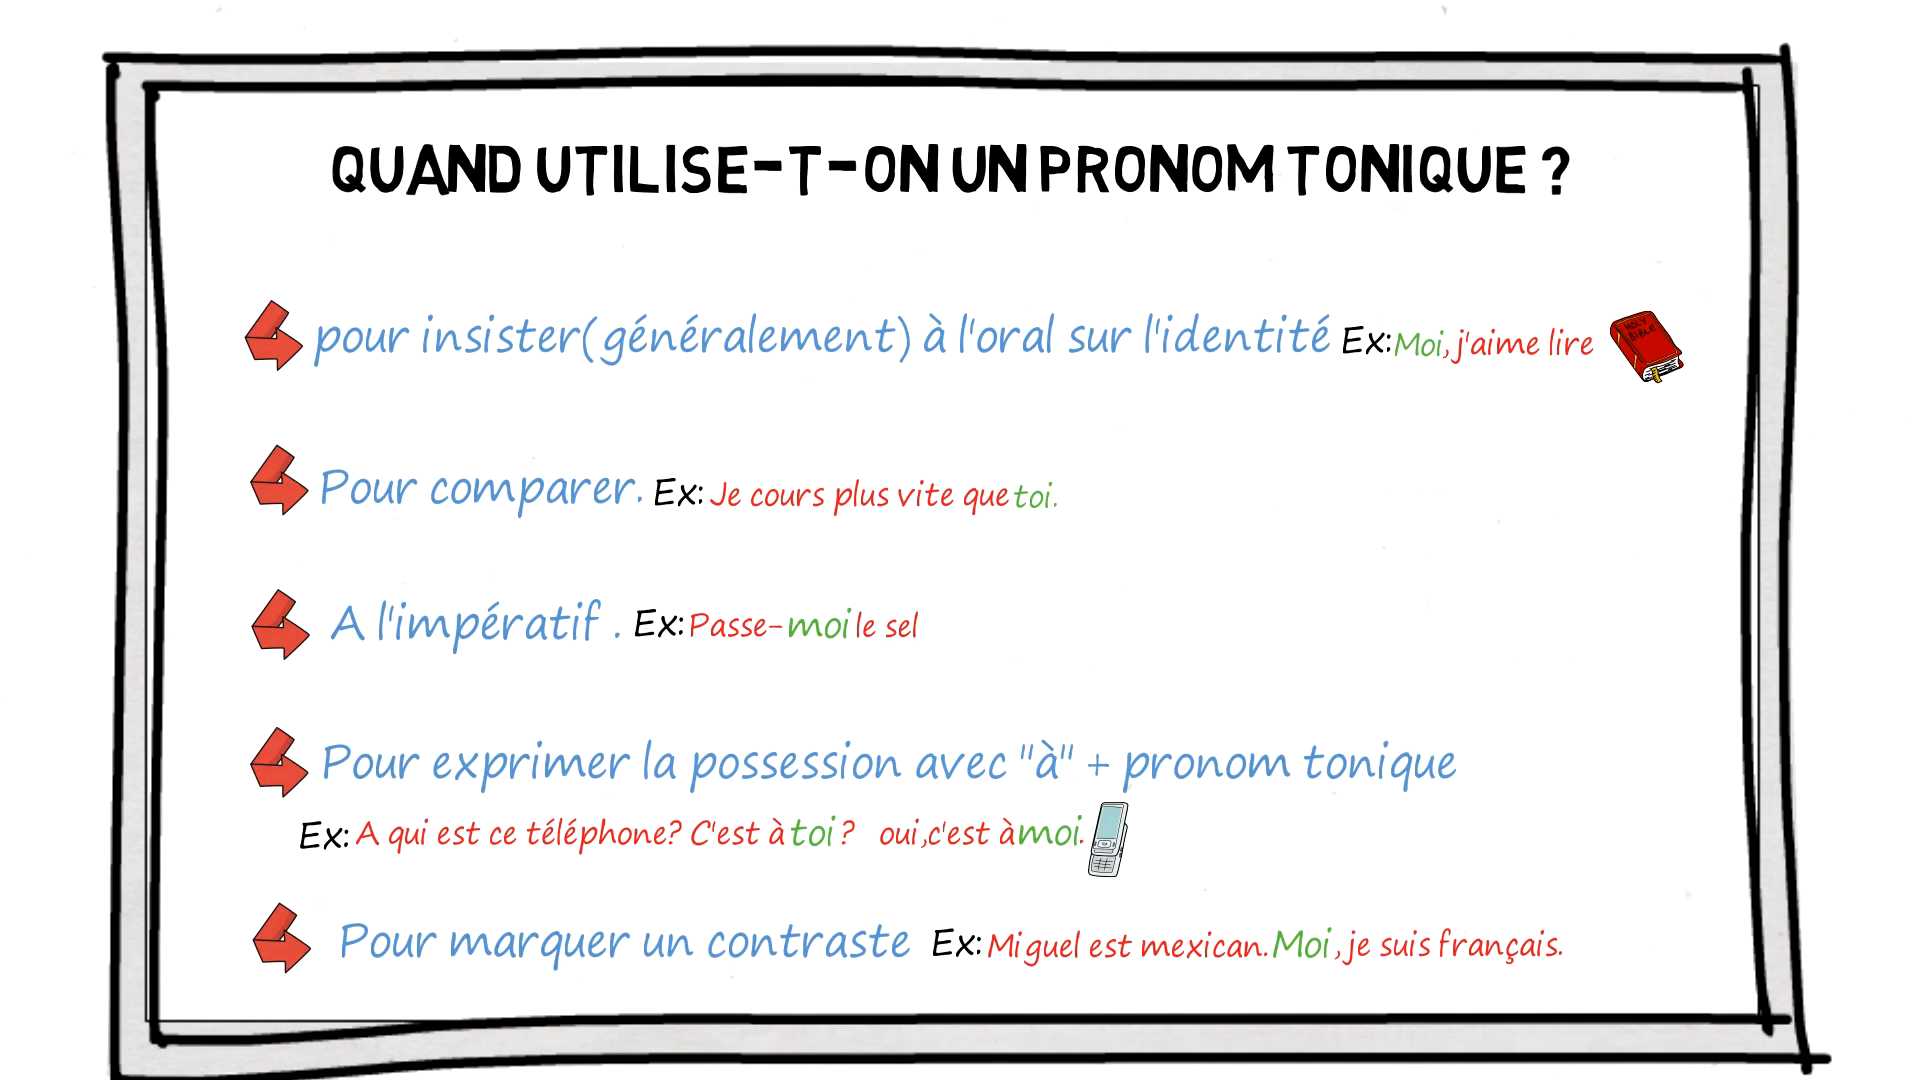 QUAND UTILISE-T-ON UN PRONOM TONIQUE ?
pour insister(généralement) à l'oral sur l'identité Ex:Moi, j'aime lire
HOLY BIBLE
Pour comparer. Ex: Je cours plus vite que toi.
A l'impératif . Ex: Passe-moi le sel
Pour exprimer la possession avec "à" + pronom tonique
Ex: A qui est ce téléphone? C'est à toi ? oui,c'est à moi.
Pour marquer un contraste Ex: Miguel est mexican. Moi, je suis français.